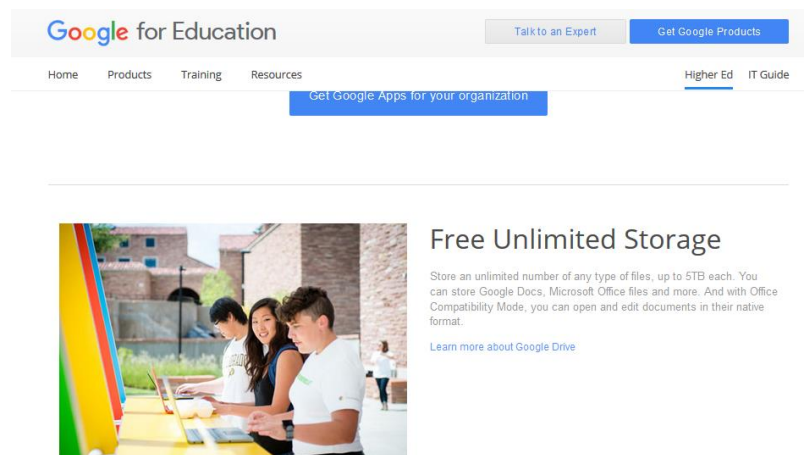 Google for Education
Talk to an Expert
Get Google Products
Home Products Training Resources
Higher Ed IT Guide
Get Google Apps for your organization
Free Unlimited Storage
Store an unlimited number of any type of files, up to 5TB each. You
can store Google Docs, Microsoft Office files and more. And with Office
Compatibility Mode, you can open and edit documents in their native
format.
Learn more about Google Drive